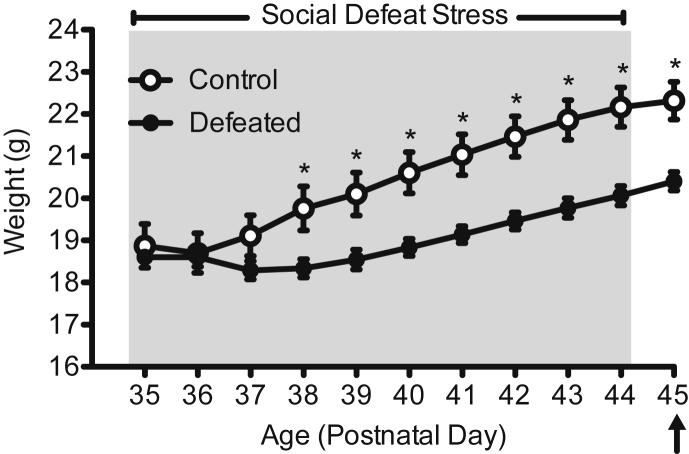 Social Defeat Stress
24
23
22
21
20
19
18
17
16
Weight (g)
Control
Defeated
* * * * * * * *
35 36 37 38 39 40 41 42 43 44 45
Age (Postnatal Day)